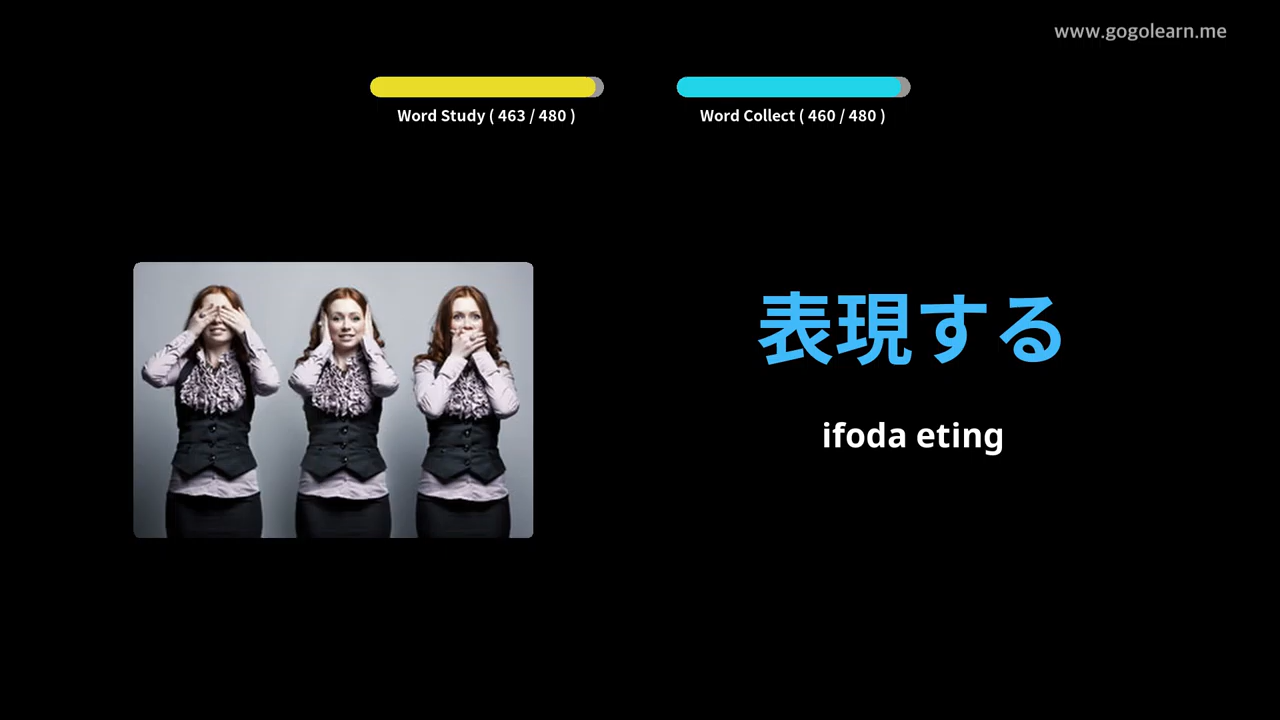 www.gogolearn.me
Word Study ( 463 / 480 )
Word Collect ( 460 / 480 )
表現する
ifoda eting